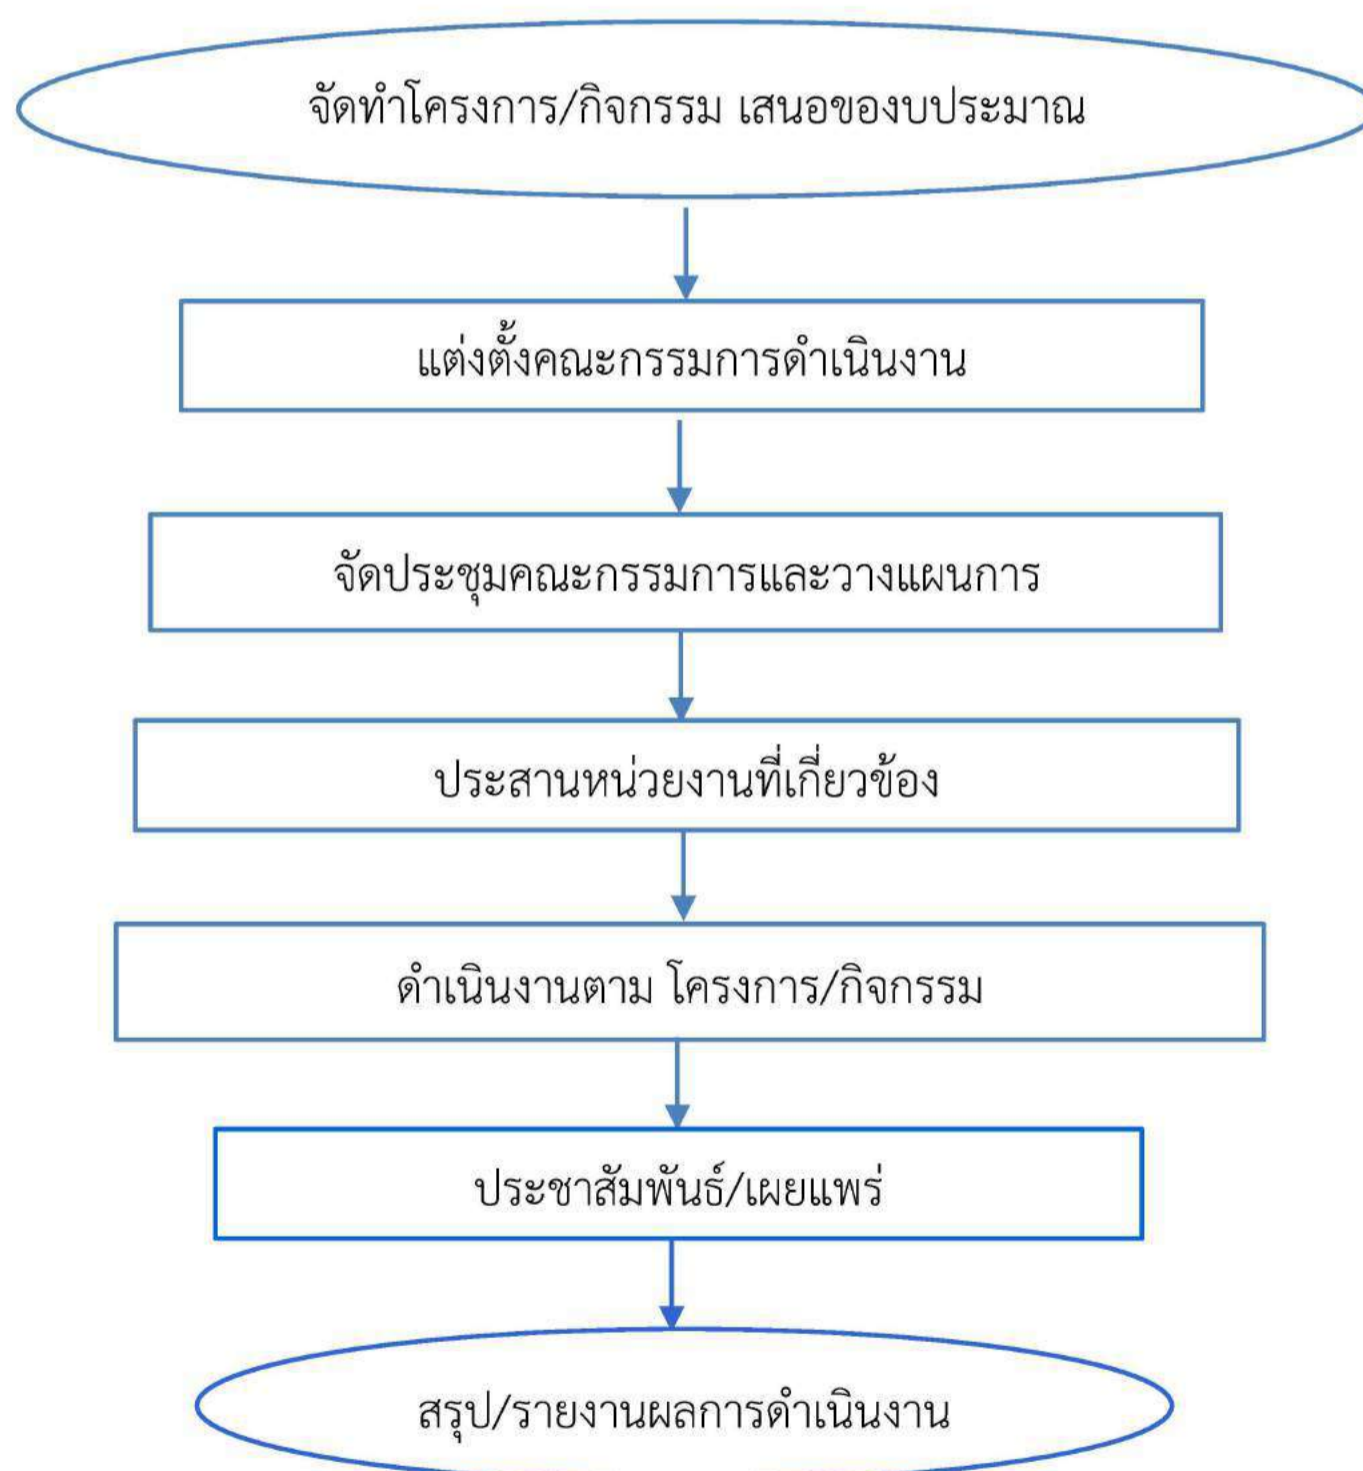 จัดทำโครงการ/กิจกรรม เสนอของบประมาณ
แต่งตั้งคณะกรรมการดำเนินงาน
จัดประชุมคณะกรรมการและวางแผนการ
ประสานหน่วยงานที่เกี่ยวข้อง
ดำเนินงานตาม โครงการ/กิจกรรม
ประชาสัมพันธ์/เผยแพร่
สรุป/รายงานผลการดำเนินงาน